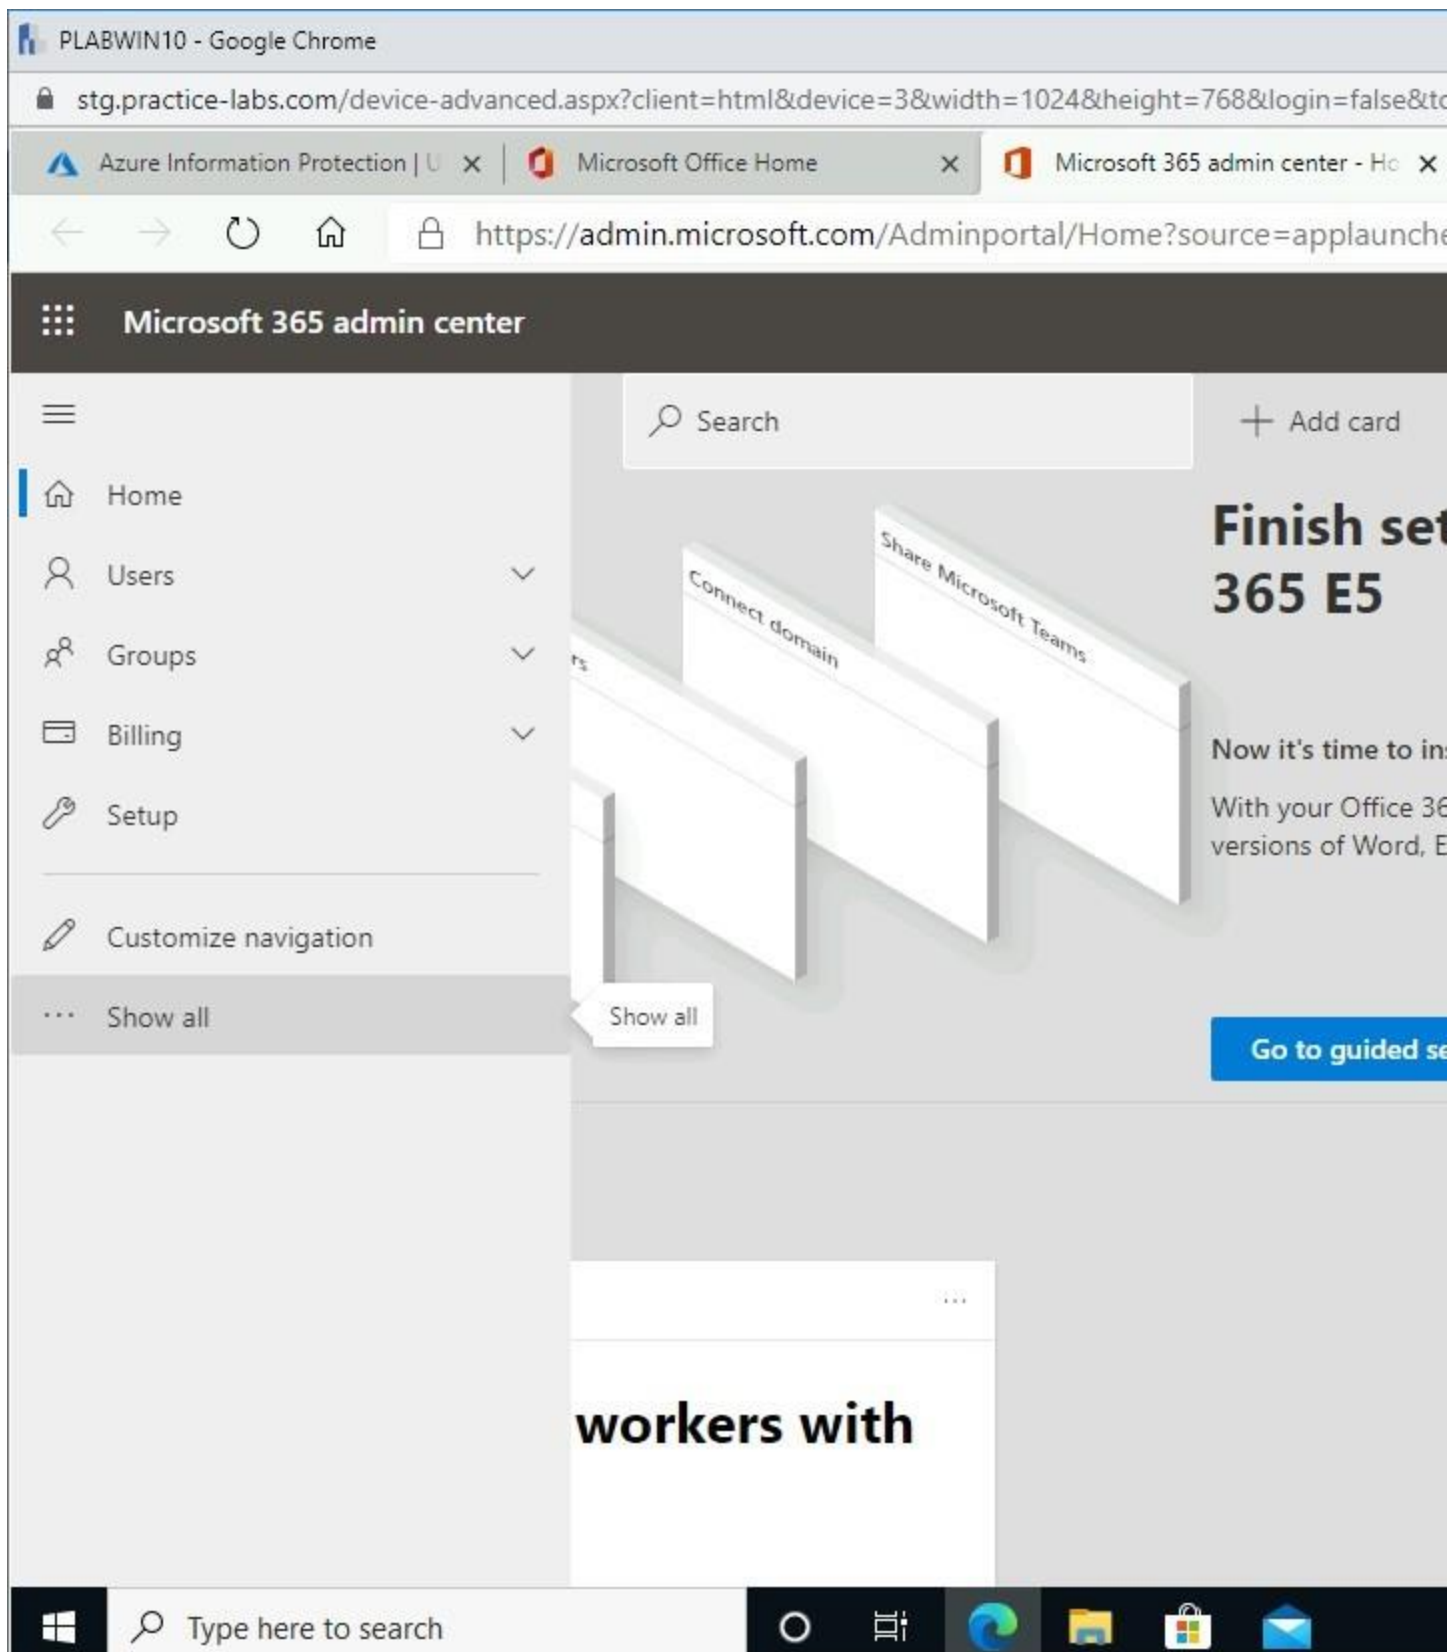 PLABWIN10 - Google Chrome
stg.practice-labs.com/device-advanced.aspx?client=html&device=3&width=1024&height=768&login=false&to
Azure Information Protection | U
Microsoft Office Home
Microsoft 365 admin center - Ho
https://admin.microsoft.com/Adminportal/Home?source=applaunche
Microsoft 365 admin center
Search
Add card
Home
Users
Groups
Billing
Setup
Customize navigation
Show all
Show all
rs
Connect domain
Share Microsoft Teams
Finish set
365 E5
Now it's time to ins
With your Office 36
versions of Word, E
Go to guided se
workers with
Type here to search